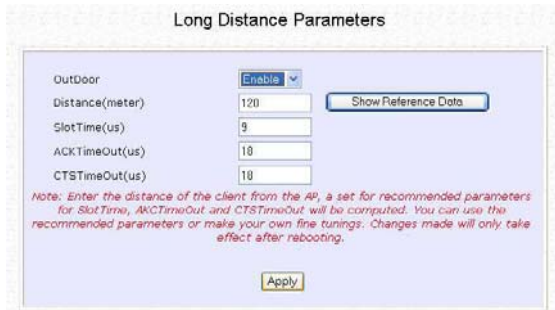 Long Distance Parameters
OutDoor Enable
Distance(meter) 120 Show Reference Data
SlotTime(us) 9
ACKTimeOut(us) 18
CTSTimeOut(us) 18
Note: Enter the distance of the client from the AP, a set for recommended parameters
for SlotTime, AKCTimeOut and CTSTimeOut will be computed. You can use the
recommended parameters or make your own fine tunings. Changes made will only take
effect after rebooting.
Apply